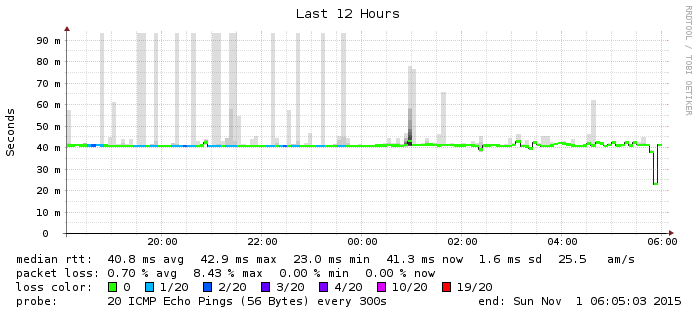 Last 12 Hours
RRDTOOL / TOBI OETIKER
Seconds
90 m
80 m
70 m
60 m
50 m
40 m
30 m
20 m
10 m
0
20:00 22:00 00:00 02:00 04:00 06:00
median rtt: 40.8 ms avg 42.9 ms max 23.0 ms min 41.3 ms now 1.6 ms sd 25.5 am/s
packet loss: 0.70 % avg 8.43 % max 0.00 % min 0.00 % now
loss color: 0 1/20 2/20 3/20 4/20 10/20 19/20
probe: 20 ICMP Echo Pings (56 Bytes) every 300s end: Sun Nov 1 06:05:03 2015